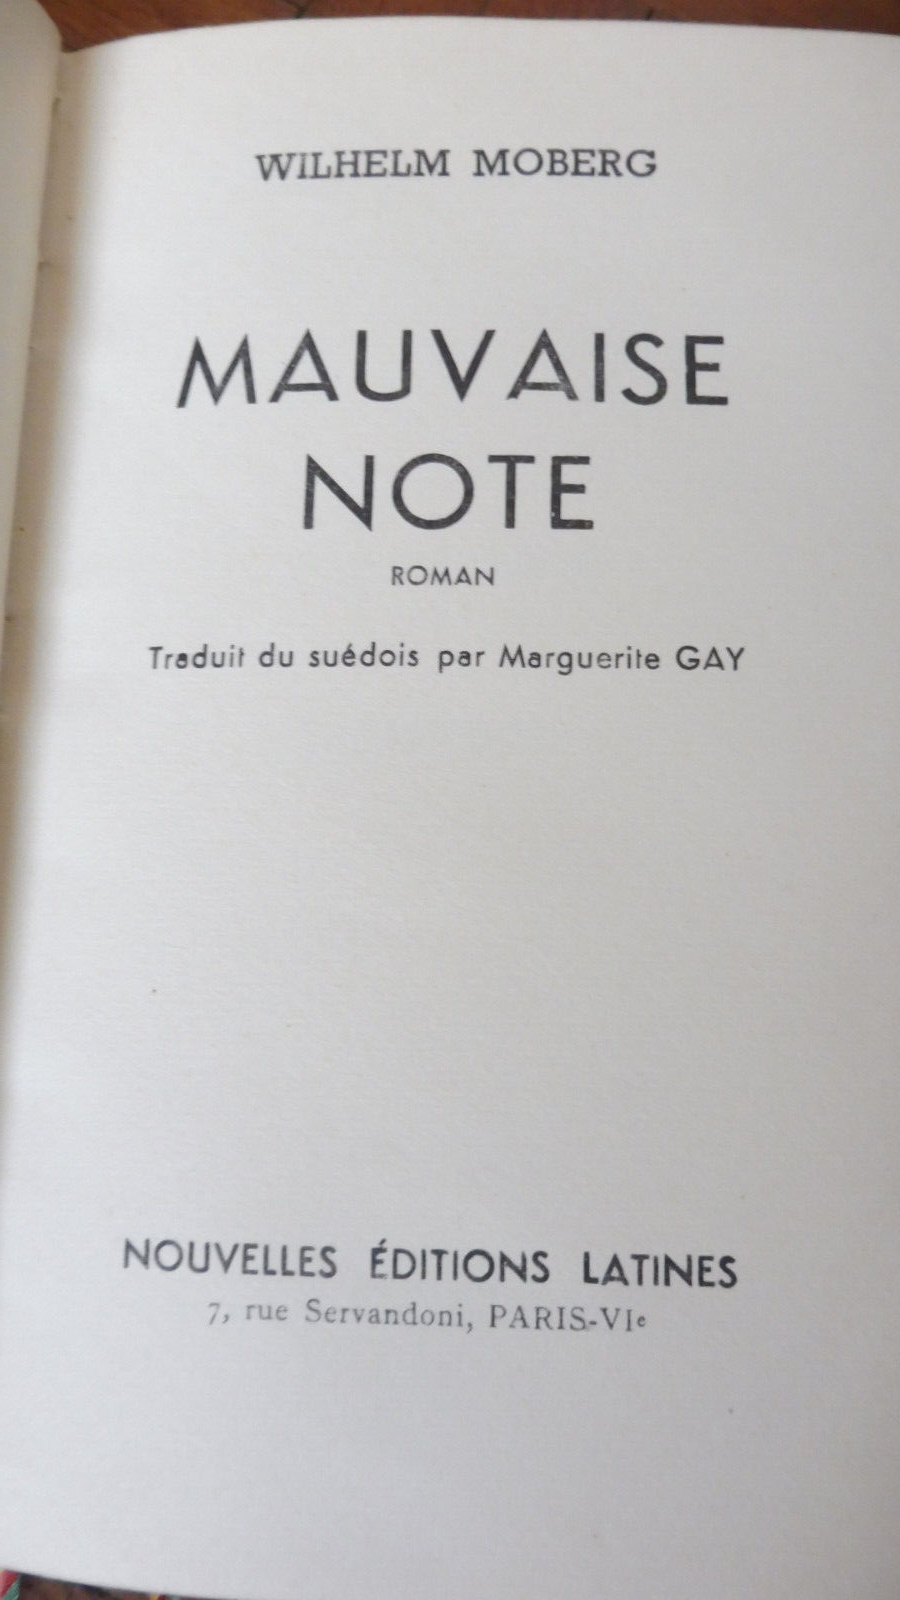 WILHELM MOBERG
MAUVAISE
NOTE
ROMAN
Traduit du suédois par Marguerite GAY
NOUVELLES ÉDITIONS LATINES
7, rue Servandoni, PARIS-VIe